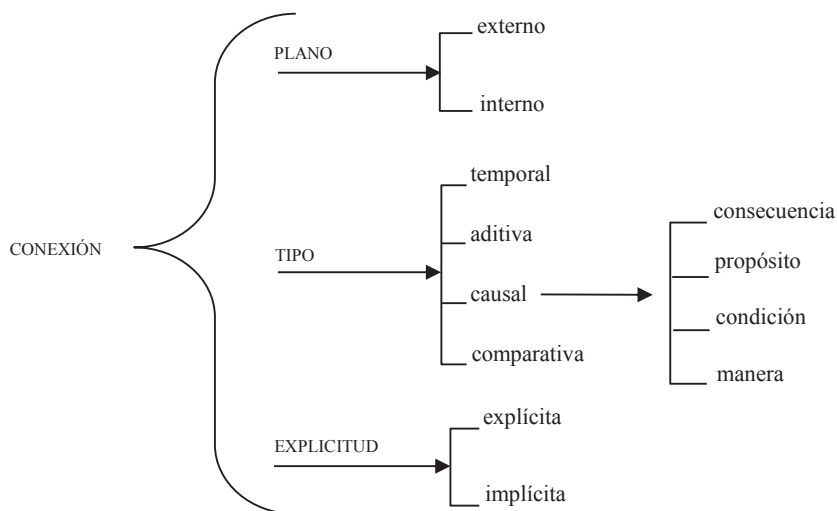 externo
PLANO
interno
temporal
consecuencia
aditiva
propósito
CONEXIÓN
TIPO
causal
condición
comparativa
manera
explícita
EXPLICITUD
implícita